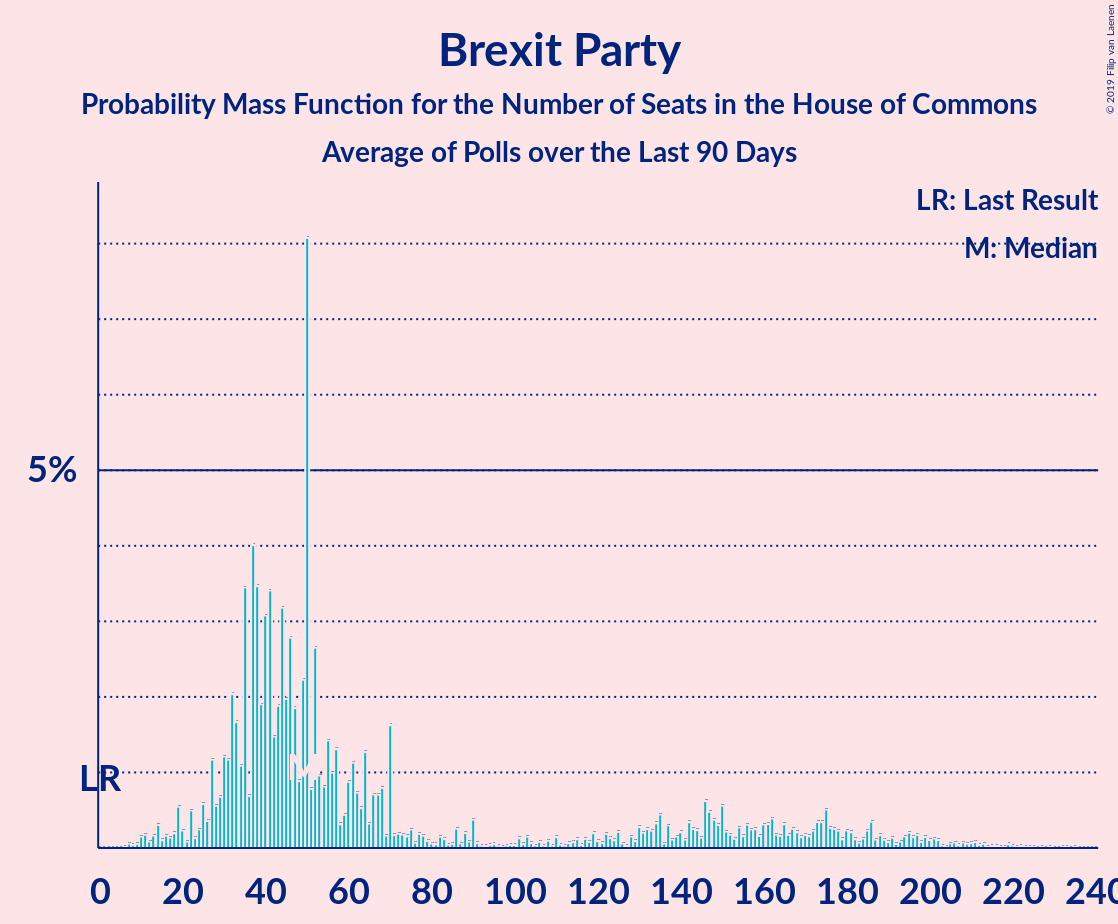 Brexit Party
Probability Mass Function for the Number of Seats in the House of Commons
Average of Polls over the Last 90 Days
© 2019 Filip van Laenen
LR: Last Result
M: Median
5%
LR
0 20 40 60 80 100 120 140 160 180 200 220 240